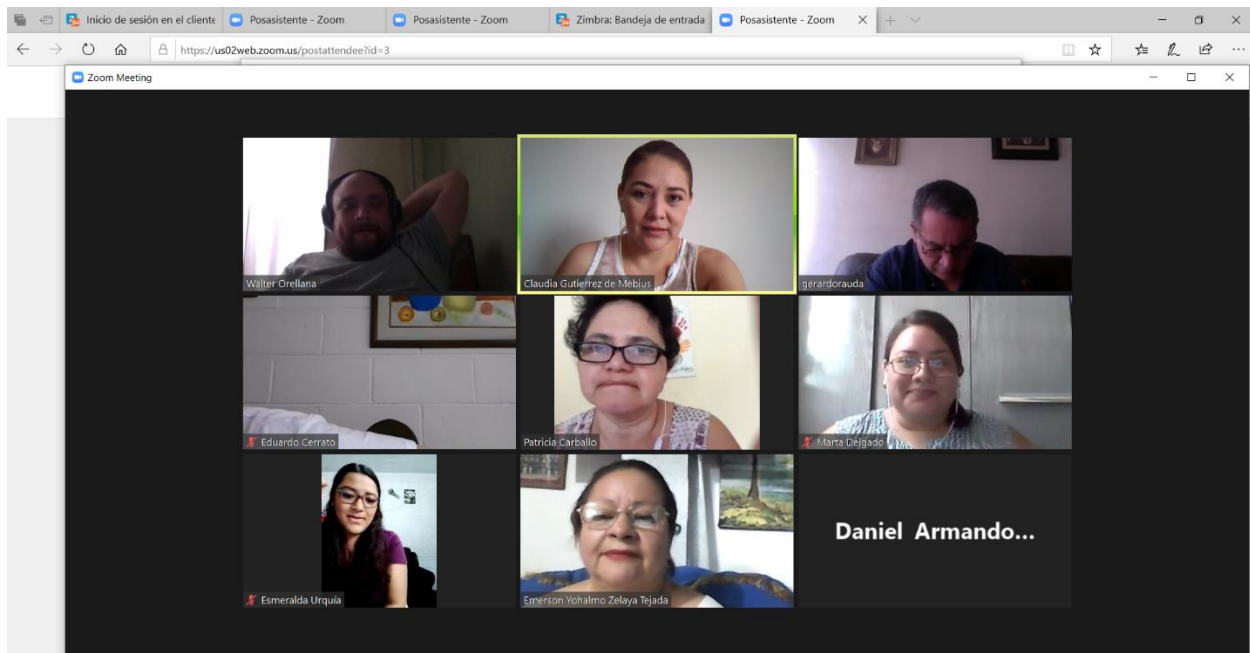 Inicio de sesión en el cliente
Posasistente - Zoom
Posasistente - Zoom
Zimbra: Bandeja de entrada
Posasistente - Zoom
https://us02web.zoom.us/postattendee?id=3
Zoom Meeting
Walter Orellana
Claudia Gutierrez de Mebius
gerardorauda
Eduardo Cerrato
Patricia Carballo
Marta Delgado
Esmeralda Urquía
Emerson Yohalmo Zelaya Tejada
Daniel Armando...